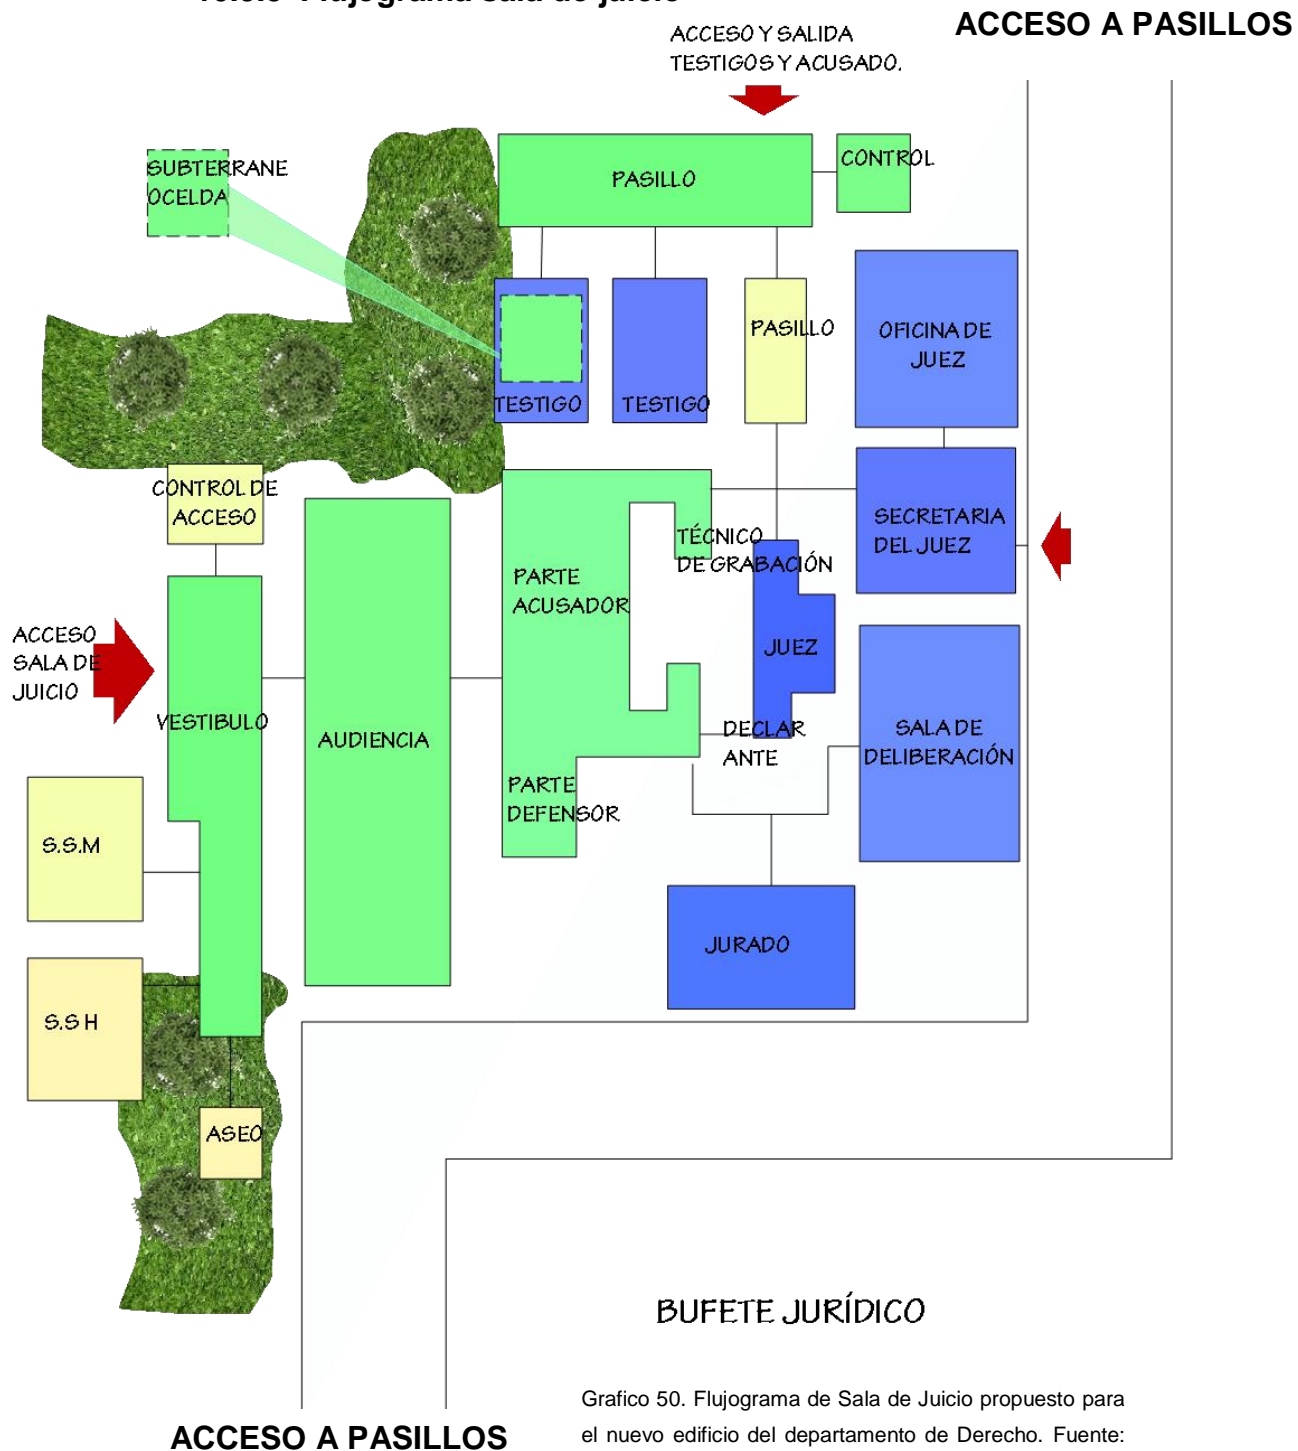 ACCESO A PASILLOS
ACCESO Y SALIDA
TESTIGOS Y ACUSADO.
SUBTERRANE
OCELDA
PASILLO
CONTROL
PASILLO
OFICINA DE
JUEZ
TESTIGO
TESTIGO
CONTROL DE
ACCESO
SECRETARIA
DEL JUEZ
TÉCNICO
DE GRABACIÓN
PARTE
ACUSADOR
ACCESO
SALA DE
JUICIO
JUEZ
VESTIBULO
AUDIENCIA
DECLAR
ANTE
SALA DE
DELIBERACIÓN
PARTE
DEFENSOR
S.S.M
JURADO
S.S H
ASEO
BUFETE JURÍDICO
Grafico 50. Flujograma de Sala de Juicio propuesto para
el nuevo edificio del departamento de Derecho. Fuente:
ACCESO A PASILLOS